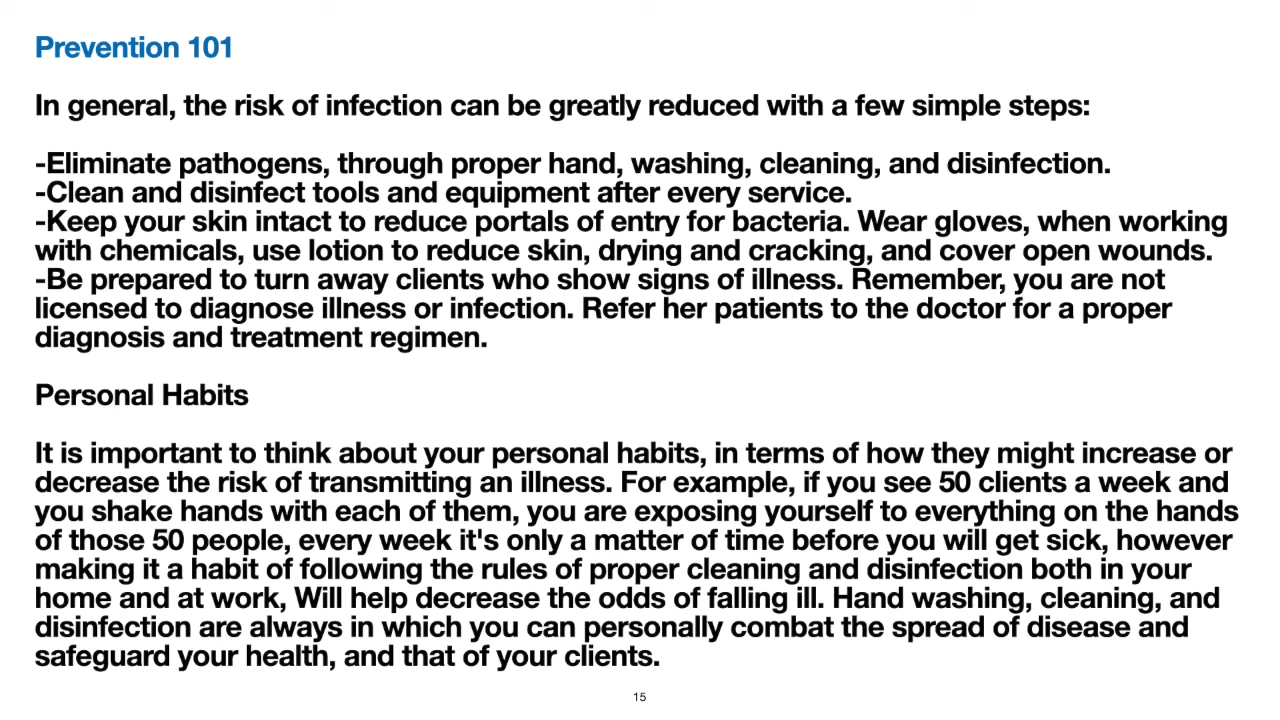 Prevention 101
In general, the risk of infection can be greatly reduced with a few simple steps:
-Eliminate pathogens, through proper hand, washing, cleaning, and disinfection.
-Clean and disinfect tools and equipment after every service.
-Keep your skin intact to reduce portals of entry for bacteria. Wear gloves, when working
with chemicals, use lotion to reduce skin, drying and cracking, and cover open wounds.
-Be prepared to turn away clients who show signs of illness. Remember, you are not
licensed to diagnose illness or infection. Refer her patients to the doctor for a proper
diagnosis and treatment regimen.
Personal Habits
It is important to think about your personal habits, in terms of how they might increase or
decrease the risk of transmitting an illness. For example, if you see 50 clients a week and
you shake hands with each of them, you are exposing yourself to everything on the hands
of those 50 people, every week it's only a matter of time before you will get sick, however
making it a habit of following the rules of proper cleaning and disinfection both in your
home and at work, Will help decrease the odds of falling ill. Hand washing, cleaning, and
disinfection are always in which you can personally combat the spread of disease and
safeguard your health, and that of your clients.
15